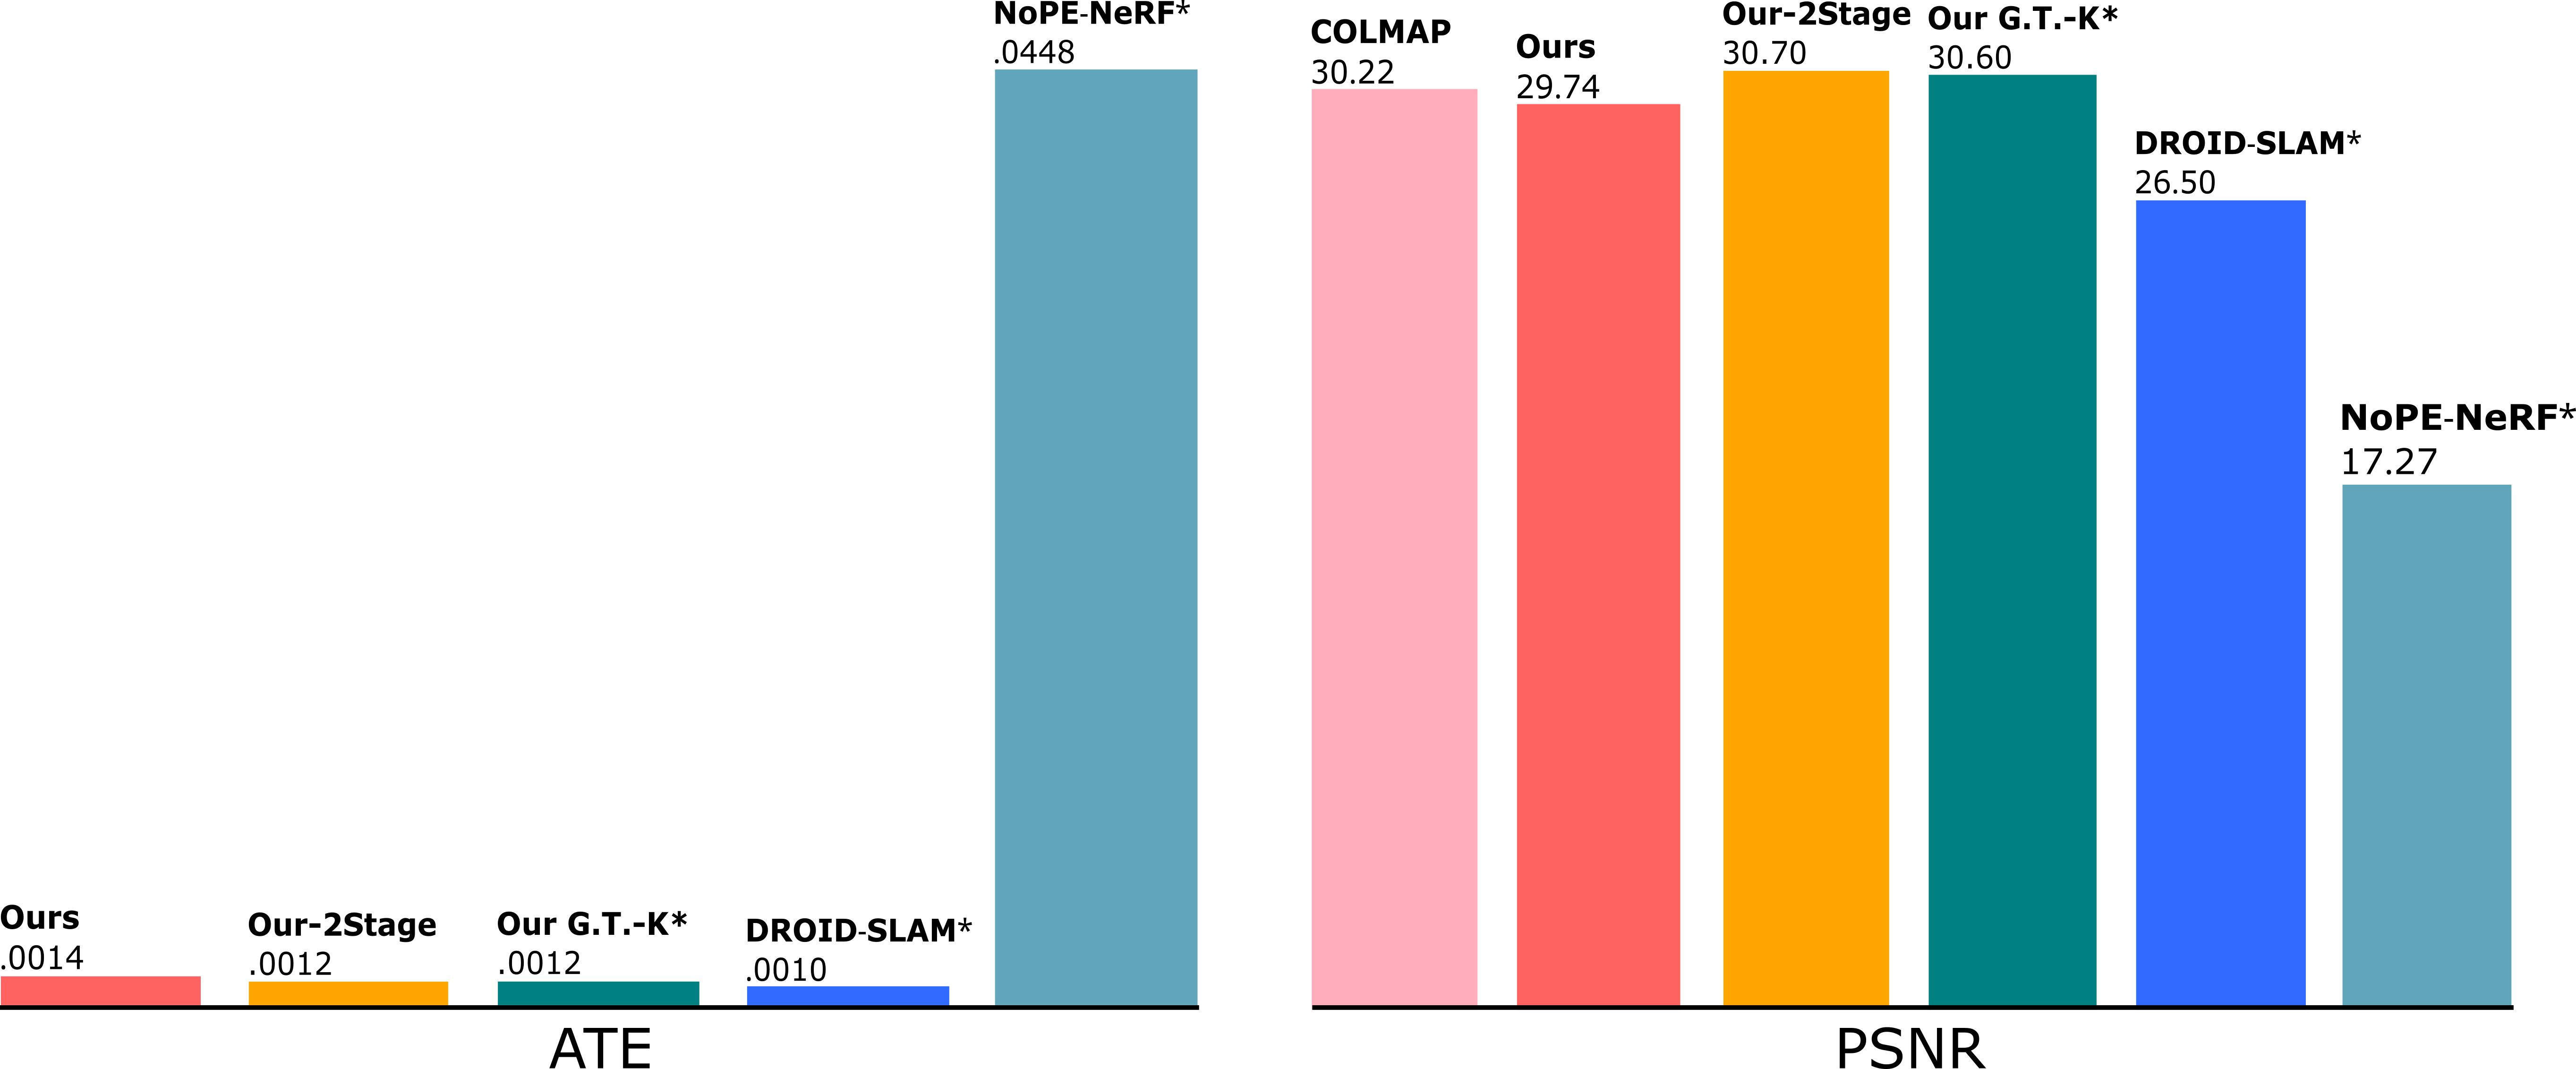 NoPE-NeRF*
.0448
Ours
.0014
Our-2Stage
.0012
Our G.T.-K*
.0012
DROID-SLAM*
.0010
ATE
COLMAP
30.22
Ours
29.74
Our-2Stage
30.70
Our G.T.-K*
30.60
DROID-SLAM*
26.50
NoPE-NeRF*
17.27
PSNR